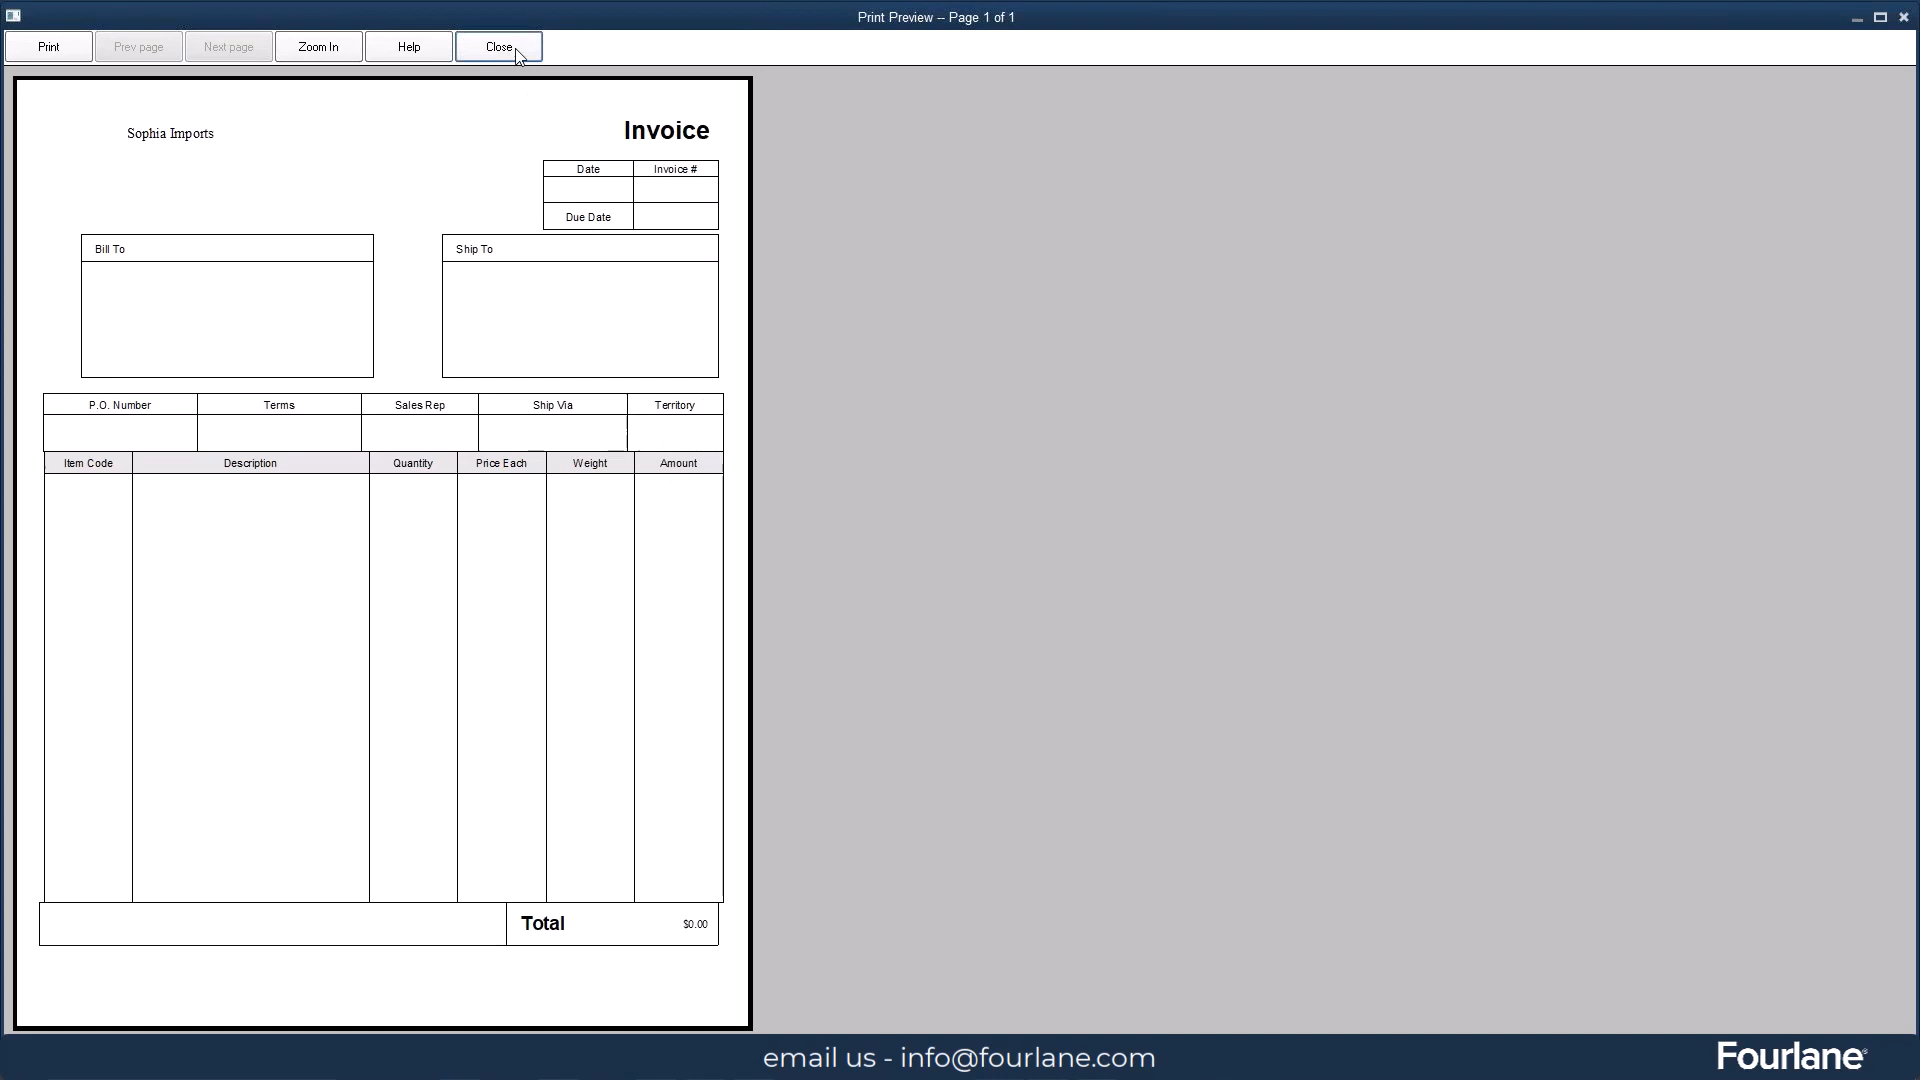 Print Preview -- Page 1 of 1
Print Prev page Next page Zoom In Help Close
Sophia Imports
Invoice
Date Invoice #
Due Date
Bill To
Ship To
P.O. Number Terms Sales Rep Ship Via Territory
Item Code Description Quantity Price Each Weight Amount
Total $0.00
email us - info@fourlane.com
Fourlane®